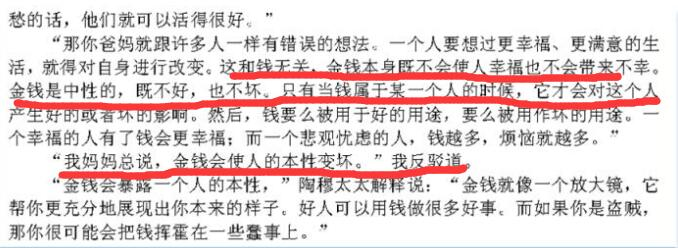 愁的话，他们就可以活得很好。”
“那你爸妈就跟许多人一样有错误的想法。一个人要想过更幸福、更满意的生
活，就得对自身进行改变。这和钱无关，金钱本身既不会使人幸福也不会带来不幸。
金钱是中性的，既不好，也不坏。只有当钱属于某一个人的时候，它才会对这个人
产生好的或者坏的影响。然后，钱要么被用于好的用途，要么被用作坏的用途。一
个幸福的人有了钱会更幸福；而一个悲观忧虑的人，钱越多，烦恼就越多。”
“我妈妈总说，金钱会使人的本性变坏。”我反驳道。
“金钱会暴露一个人的本性，”陶穆太太解释说：“金钱就像一个放大镜，它
帮你更充分地展现出你本来的样子。好人可以用钱做很多好事。而如果你是盗贼，
那你很可能会把钱挥霍在一些蠢事上。”